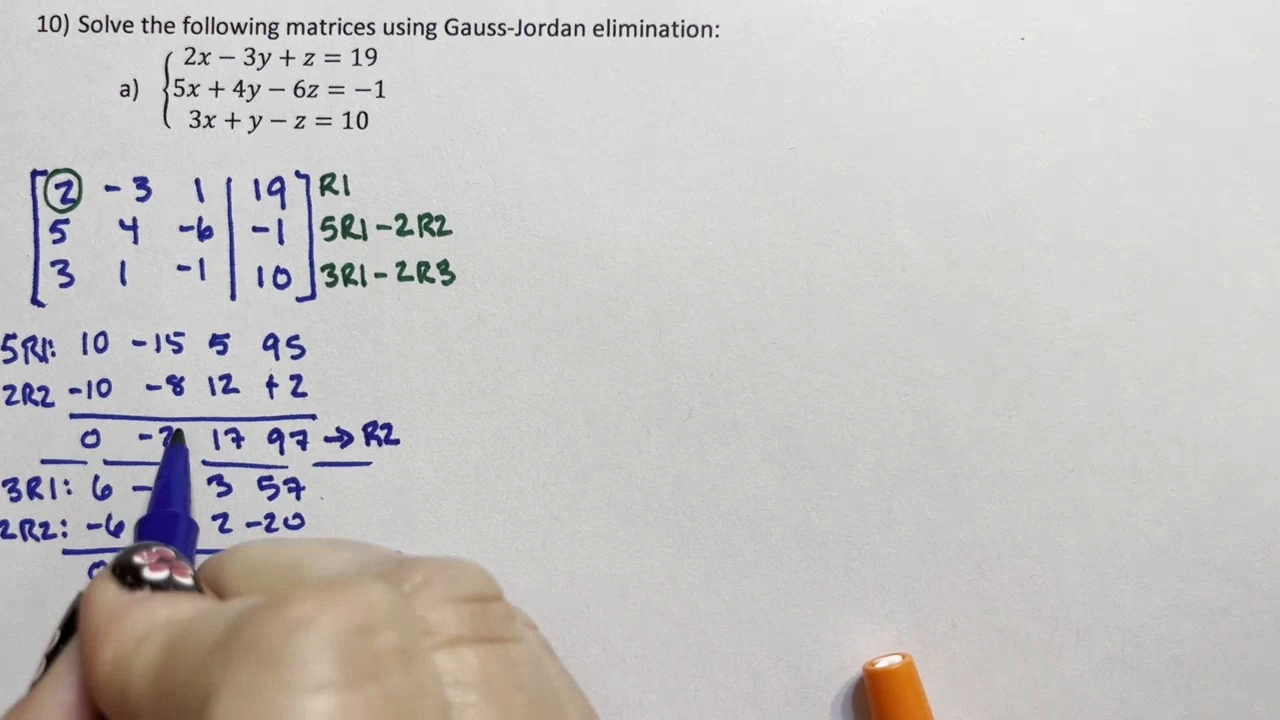 10) Solve the following matrices using Gauss-Jordan elimination:
2x − 3y + z = 19
a) 5x + 4y − 6z = −1
3x + y − z = 10
2 -3 1 | 19 R1
5 4 -6 | -1 5R1-2R2
3 1 -1 | 10 3R1-2R3
5R1: 10 -15 5 95
2R2 -10 -8 12 +2
0 -2 17 97 → R2
3R1: 6 - 3 57
2R2: -6 2 -20
0